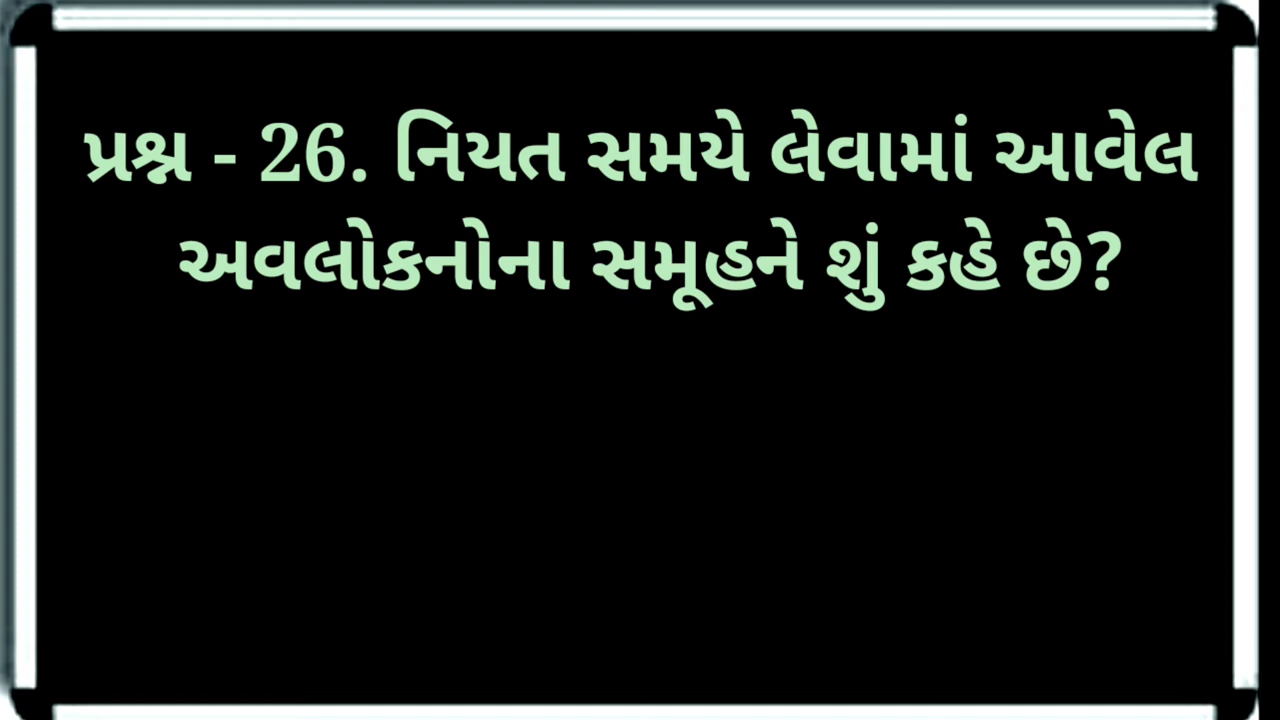 પ્રશ્ન - 26. નિયત સમયે લેવામાં આવેલ
અવલોકનોના સમૂહને શું કહે છે?